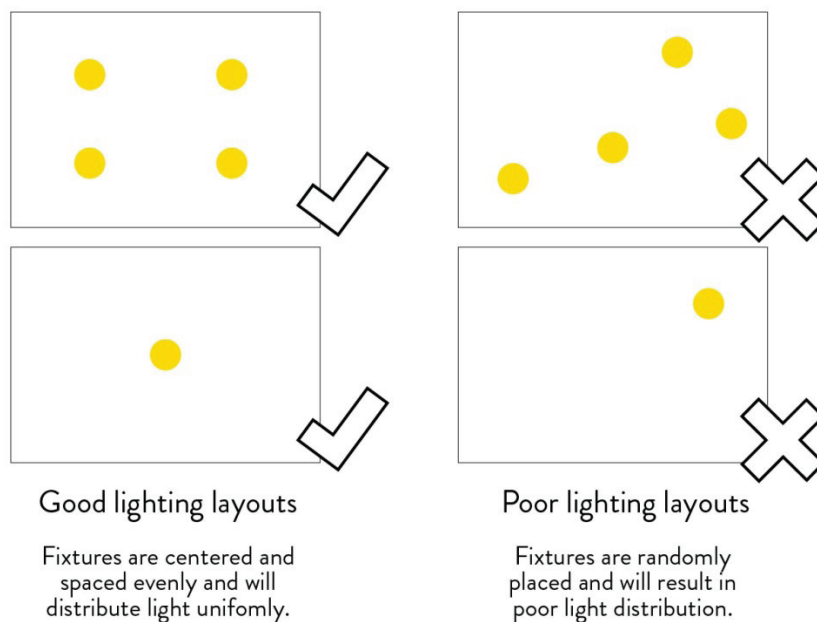 Good lighting layouts
Fixtures are centered and
spaced evenly and will
distribute light unifomly.
Poor lighting layouts
Fixtures are randomly
placed and will result in
poor light distribution.